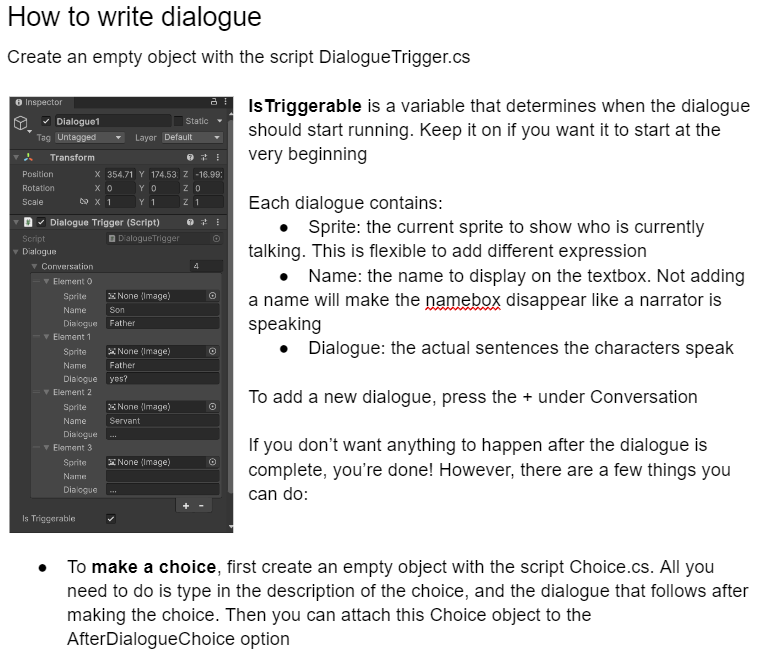 How to write dialogue
Create an empty object with the script DialogueTrigger.cs
Inspector
Dialogue1
Static
Tag Untagged Layer Default
Transform
Position X 354.71 Y 174.53 Z -16.99
Rotation X 0 Y 0 Z 0
Scale X 1 Y 1 Z 1
Dialogue Trigger (Script)
Script DialogueTrigger
Dialogue
Conversation 4
Element 0
Sprite None (Image)
Name Son
Dialogue Father
Element 1
Sprite None (Image)
Name Father
Dialogue yes?
Element 2
Sprite None (Image)
Name Servant
Dialogue ...
Element 3
Sprite None (Image)
Name
Dialogue ...
+ -
Is Triggerable
IsTriggerable is a variable that determines when the dialogue
should start running. Keep it on if you want it to start at the
very beginning
Each dialogue contains:
● Sprite: the current sprite to show who is currently
talking. This is flexible to add different expression
● Name: the name to display on the textbox. Not adding
a name will make the namebox disappear like a narrator is
speaking
● Dialogue: the actual sentences the characters speak
To add a new dialogue, press the + under Conversation
If you don’t want anything to happen after the dialogue is
complete, you’re done! However, there are a few things you
can do:
● To make a choice, first create an empty object with the script Choice.cs. All you
need to do is type in the description of the choice, and the dialogue that follows after
making the choice. Then you can attach this Choice object to the
AfterDialogueChoice option